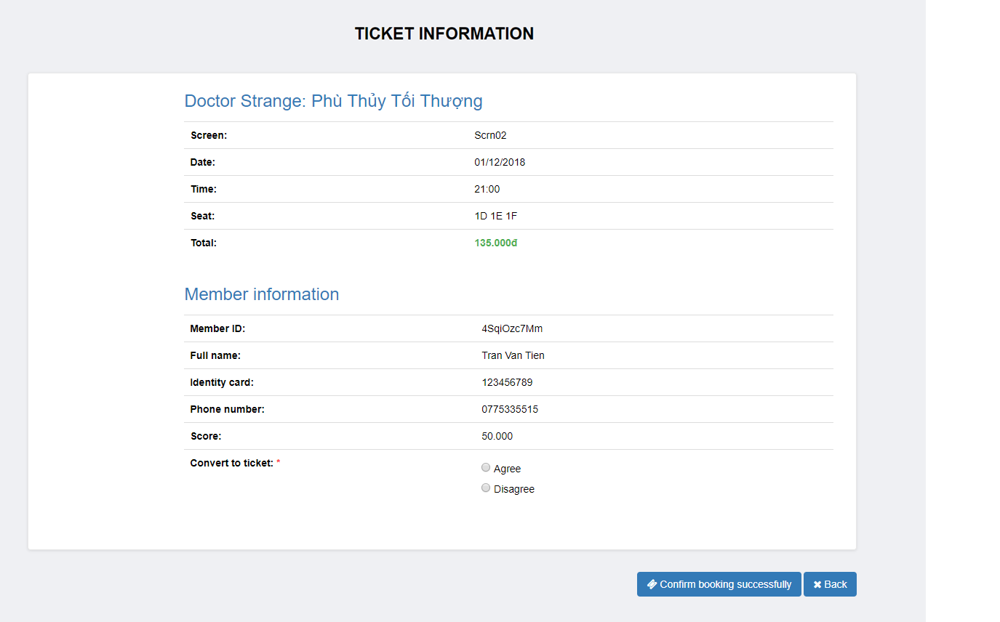 TICKET INFORMATION
Doctor Strange: Phù Thủy Tối Thượng
Screen: Scrn02
Date: 01/12/2018
Time: 21:00
Seat: 1D 1E 1F
Total: 135.000đ
Member information
Member ID: 4SqiOzc7Mm
Full name: Tran Van Tien
Identity card: 123456789
Phone number: 0775335515
Score: 50.000
Convert to ticket: *
Agree
Disagree
Confirm booking successfully Back